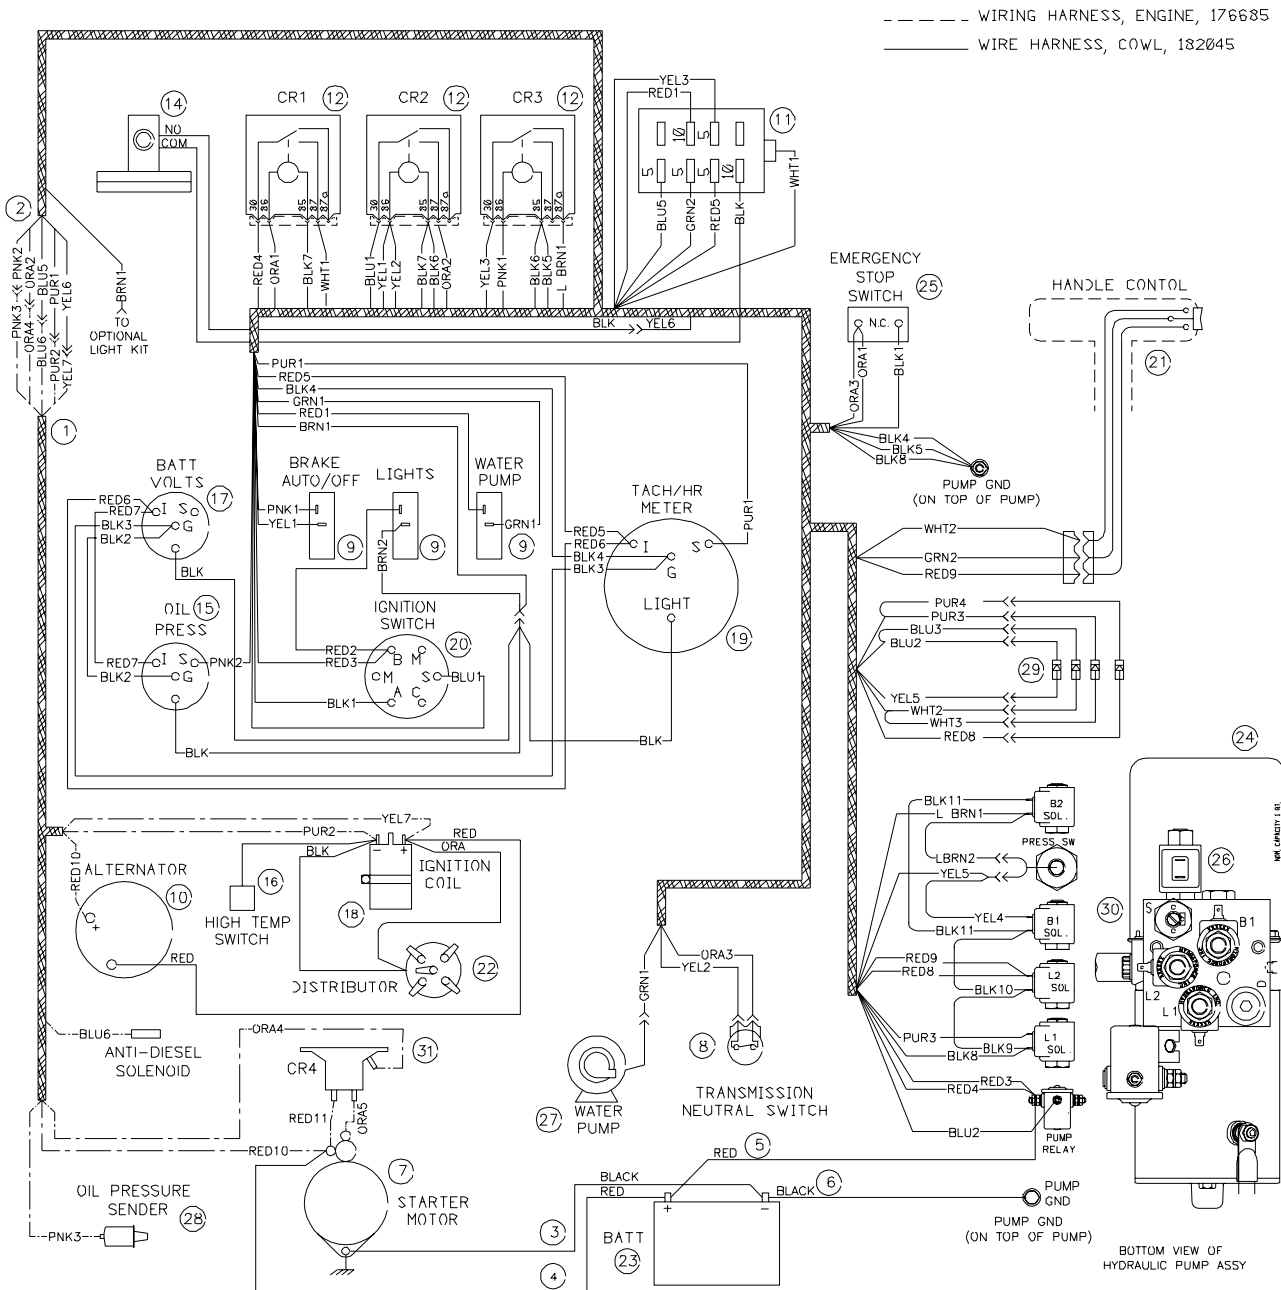 WIRING HARNESS, ENGINE, 176685
WIRE HARNESS, COWL, 182045
14
NO
COM
CR1
12
CR2
12
CR3
12
YEL3
RED1
11
10
5
5
5
5
10
WHT1
30
86
85
87
87a
30
86
85
87
87a
30
86
85
87
87a
RED4
ORA1
BLK7
WHT1
BLU1
YEL1
YEL2
BLK7
BLK6
ORA2
YEL3
PNK1
BLK6
BLK5
L BRN1
BLU5
GRN2
RED5
BLK
2
PNK3
PNK2
ORA4
ORA2
BLU6
BLU5
PUR2
PUR1
YEL7
YEL6
BRN1
TO
OPTIONAL
LIGHT KIT
BLK
YEL6
EMERGENCY
STOP
SWITCH
25
N.C.
ORA3
ORA1
BLK1
HANDLE CONTOL
21
PUR1
RED5
BLK4
GRN1
RED1
BRN1
1
BLK4
BLK5
BLK8
PUMP GND
(ON TOP OF PUMP)
BATT
VOLTS
17
RED6
RED7
BLK3
BLK2
I S
G
BLK
BRAKE
AUTO/OFF
PNK1
YEL1
9
LIGHTS
BRN2
9
WATER
PUMP
GRN1
9
TACH/HR
METER
RED5
RED6
BLK4
BLK3
I S
G
LIGHT
PUR1
19
BLK
WHT2
GRN2
RED9
OIL
15
PRESS
RED7
BLK2
I S
G
PNK2
BLK
IGNITION
SWITCH
20
RED2
RED3
BLK1
B M
M S
A C
BLU1
PUR4
PUR3
BLU3
BLU2
29
YEL5
WHT2
WHT3
RED8
24
YEL7
PUR2
BLK
RED
ORA
- +
IGNITION
COIL
18
RED10
ALTERNATOR
10
C
+
RED
16
HIGH TEMP
SWITCH
DISTRIBUTOR
22
BLK11
L BRN1
B2
SOL.
PRESS SW
LBRN2
YEL5
YEL4
BLK11
B1
SOL.
RED9
RED8
BLK10
L2
SOL
PUR3
BLK8
BLK9
L1
SOL.
RED3
RED4
BLU2
PUMP
RELAY
26
30
S
B1
L2
C
D
L1
BLU6
ANTI-DIESEL
SOLENOID
ORA4
CR4
31
RED11
ORA5
RED10
7
STARTER
MOTOR
GRN1
ORA3
YEL2
8
TRANSMISSION
NEUTRAL SWITCH
27
WATER
PUMP
RED
5
BLACK
RED
BLACK
6
+ -
BATT
23
3
4
PUMP
GND
PUMP GND
(ON TOP OF PUMP)
OIL PRESSURE
SENDER
28
PNK3
BOTTOM VIEW OF
HYDRAULIC PUMP ASSY